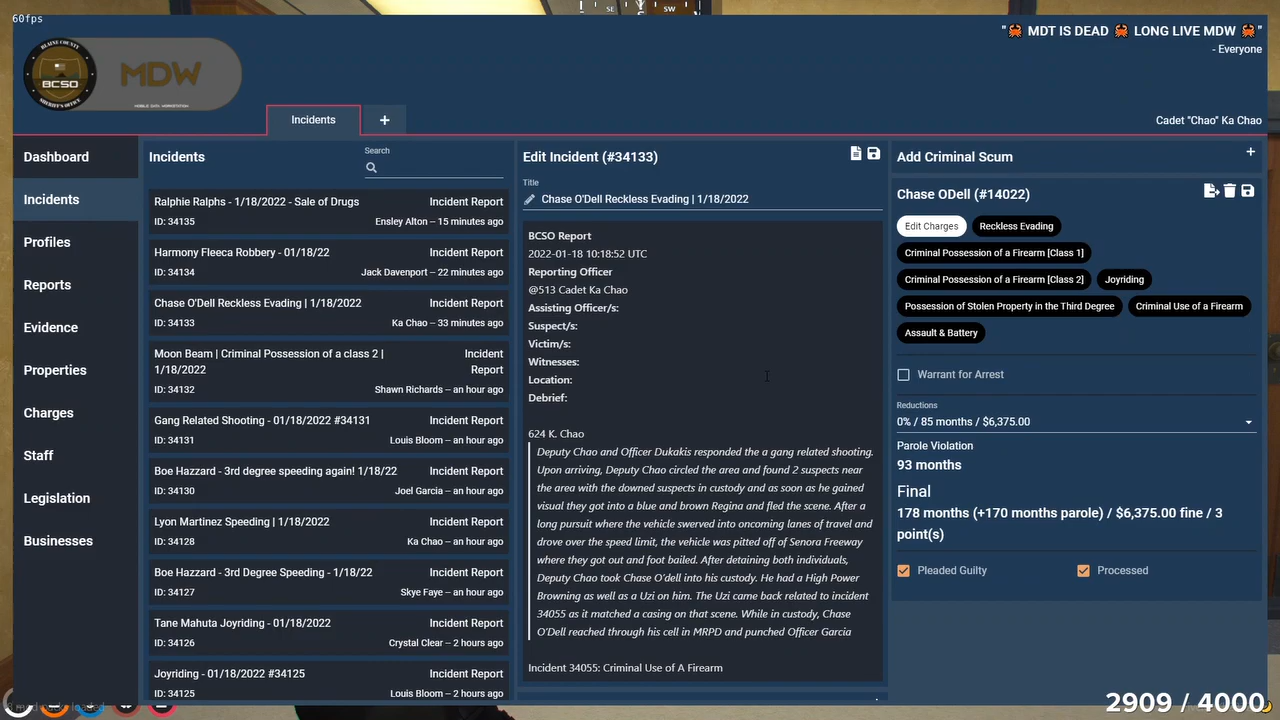 60fps
SE
SW
"🦀 MDT IS DEAD 🦀 LONG LIVE MDW 🦀"
- Everyone
BLAINE COUNTY
BCSO
SHERIFF'S OFFICE
MDW
MOBILE DATA WORKSTATION
Incidents
+
Cadet "Chao" Ka Chao
Dashboard
Incidents
Profiles
Reports
Evidence
Properties
Charges
Staff
Legislation
Businesses
Incidents
Search
Ralphie Ralphs - 1/18/2022 - Sale of Drugs
Incident Report
ID: 34135
Ensley Alton – 15 minutes ago
Harmony Fleeca Robbery - 01/18/22
Incident Report
ID: 34134
Jack Davenport – 22 minutes ago
Chase O'Dell Reckless Evading | 1/18/2022
Incident Report
ID: 34133
Ka Chao – 33 minutes ago
Moon Beam | Criminal Possession of a class 2 |
1/18/2022
Incident
Report
ID: 34132
Shawn Richards – an hour ago
Gang Related Shooting - 01/18/2022 #34131
Incident Report
ID: 34131
Louis Bloom – an hour ago
Boe Hazzard - 3rd degree speeding again! 1/18/22
Incident Report
ID: 34130
Joel Garcia – an hour ago
Lyon Martinez Speeding | 1/18/2022
Incident Report
ID: 34128
Ka Chao – an hour ago
Boe Hazzard - 3rd Degree Speeding - 1/18/22
Incident Report
ID: 34127
Skye Faye – an hour ago
Tane Mahuta Joyriding - 01/18/2022
Incident Report
ID: 34126
Crystal Clear – 2 hours ago
Joyriding - 01/18/2022 #34125
Incident Report
ID: 34125
Louis Bloom – 2 hours ago
Edit Incident (#34133)
Title
Chase O'Dell Reckless Evading | 1/18/2022
BCSO Report
2022-01-18 10:18:52 UTC
Reporting Officer
@513 Cadet Ka Chao
Assisting Officer/s:
Suspect/s:
Victim/s:
Witnesses:
Location:
Debrief:
624 K. Chao
Deputy Chao and Officer Dukakis responded the a gang related shooting.
Upon arriving, Deputy Chao circled the area and found 2 suspects near
the area with the downed suspects in custody and as soon as he gained
visual they got into a blue and brown Regina and fled the scene. After a
long pursuit where the vehicle swerved into oncoming lanes of travel and
drove over the speed limit, the vehicle was pitted off of Senora Freeway
where they got out and foot bailed. After detaining both individuals,
Deputy Chao took Chase O'dell into his custody. He had a High Power
Browning as well as a Uzi on him. The Uzi came back related to incident
34055 as it matched a casing on that scene. While in custody, Chase
O'Dell reached through his cell in MRPD and punched Officer Garcia
Incident 34055: Criminal Use of A Firearm
Add Criminal Scum
+
Chase ODell (#14022)
Edit Charges
Reckless Evading
Criminal Possession of a Firearm [Class 1]
Criminal Possession of a Firearm [Class 2]
Joyriding
Possession of Stolen Property in the Third Degree
Criminal Use of a Firearm
Assault & Battery
Warrant for Arrest
Reductions
0% / 85 months / $6,375.00
Parole Violation
93 months
Final
178 months (+170 months parole) / $6,375.00 fine / 3
point(s)
Pleaded Guilty
Processed
2909 / 4000